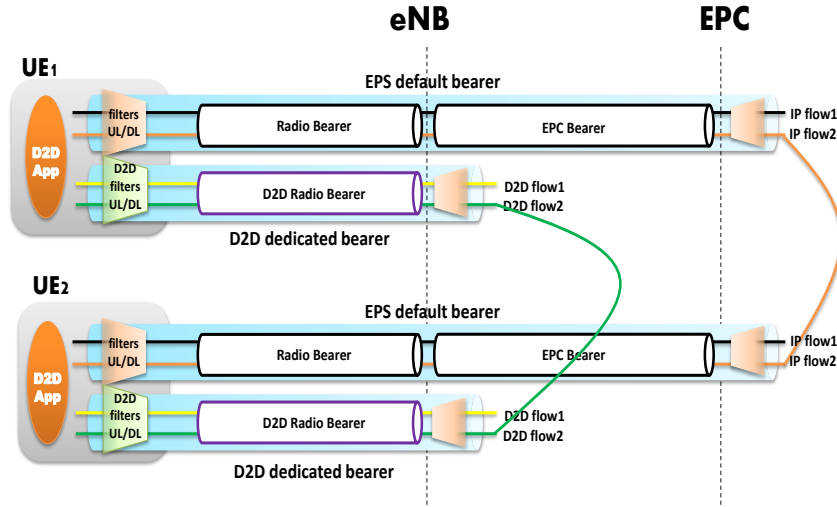 eNB EPC
UE1
EPS default bearer
filters
UL/DL
Radio Bearer
EPC Bearer
IP flow1
IP flow2
D2D
App
D2D
filters
UL/DL
D2D Radio Bearer
D2D flow1
D2D flow2
D2D dedicated bearer
UE2
EPS default bearer
filters
UL/DL
Radio Bearer
EPC Bearer
IP flow1
IP flow2
D2D
App
D2D
filters
UL/DL
D2D Radio Bearer
D2D flow1
D2D flow2
D2D dedicated bearer